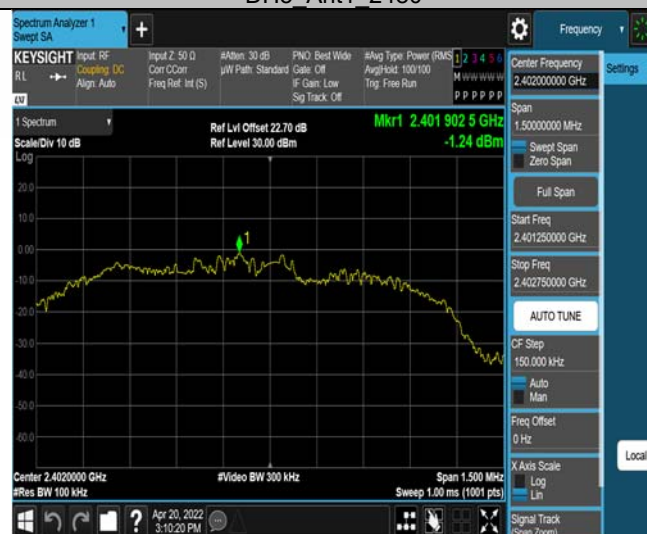 DH5_Ant1_2480
Spectrum Analyzer 1
Swept SA
+
Frequency
KEYSIGHT
RL
LXI
Input: RF
Coupling: DC
Align: Auto
Input Z: 50 Ω
Corr CCorr
Freq Ref: Int (S)
#Atten: 30 dB
µW Path: Standard
PNO: Best Wide
Gate: Off
IF Gain: Low
Sig Track: Off
#Avg Type: Power (RMS
Avg|Hold: 100/100
Trig: Free Run
1 2 3 4 5 6
M w w w w w
P P P P P P
1 Spectrum
Scale/Div 10 dB
Log
Ref Lvl Offset 22.70 dB
Ref Level 30.00 dBm
Mkr1 2.401 902 5 GHz
-1.24 dBm
1
20.0
10.0
0.00
-10.0
-20.0
-30.0
-40.0
-50.0
-60.0
Center 2.4020000 GHz
#Res BW 100 kHz
#Video BW 300 kHz
Span 1.500 MHz
Sweep 1.00 ms (1001 pts)
Center Frequency
2.402000000 GHz
Settings
Span
1.50000000 MHz
Swept Span
Zero Span
Full Span
Start Freq
2.401250000 GHz
Stop Freq
2.402750000 GHz
AUTO TUNE
CF Step
150.000 kHz
Auto
Man
Freq Offset
0 Hz
Local
X Axis Scale
Log
Lin
Signal Track
(Span Zoom)
?
Apr 20, 2022
3:10:20 PM